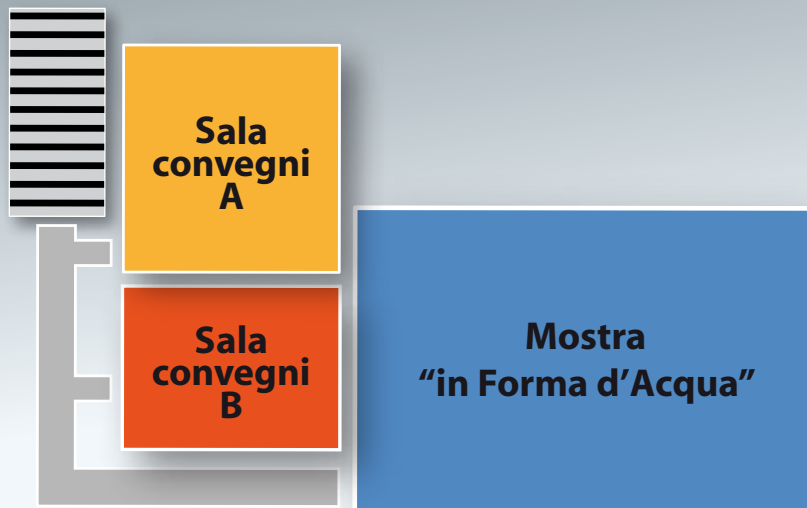 Sala
convegni
A
Sala
convegni
B
Mostra
“in Forma d’Acqua”